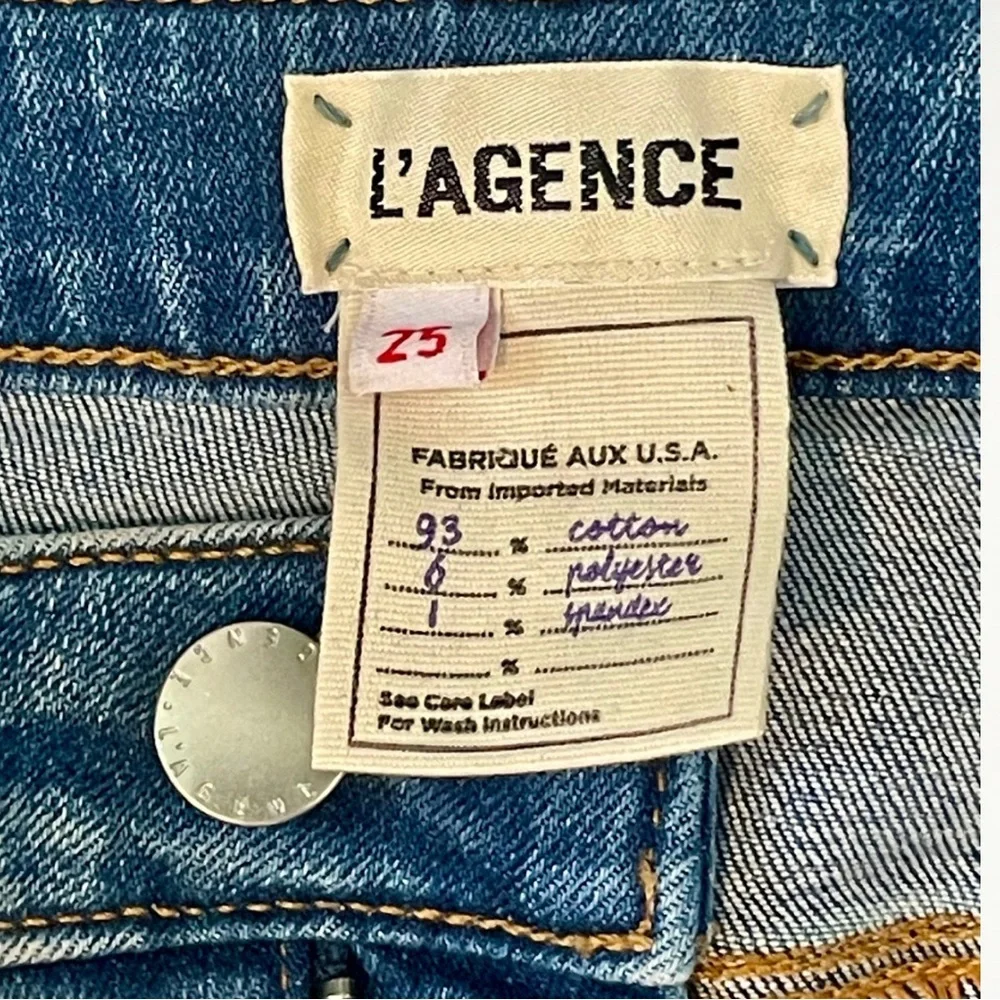 L'AGENCE
25
FABRIQUÉ AUX U.S.A.
From Imported Materials
93 % cotton
6 % polyester
1 % spandex
%
See Care Label
For Wash Instructions